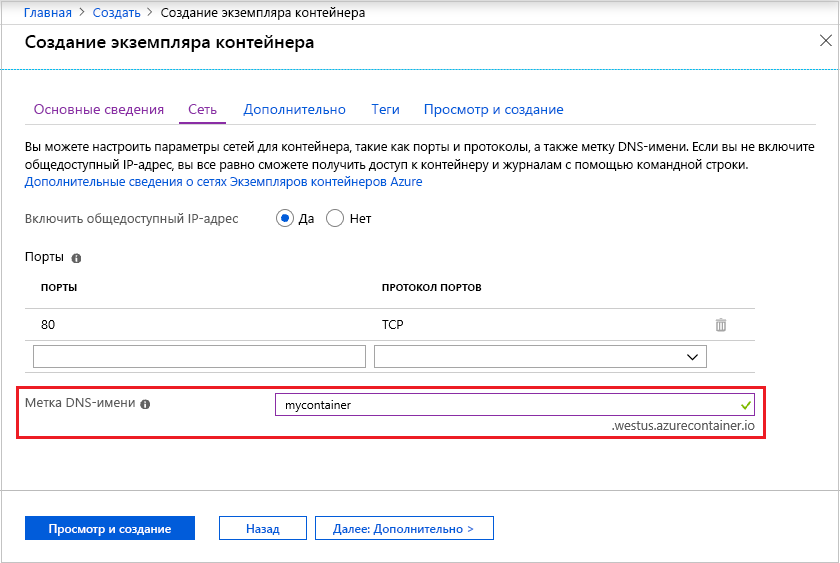 Главная > Создать > Создание экземпляра контейнера
Создание экземпляра контейнера
Основные сведения Сеть Дополнительно Теги Просмотр и создание
Вы можете настроить параметры сетей для контейнера, такие как порты и протоколы, а также метку DNS-имени. Если вы не включите
общедоступный IP-адрес, вы все равно сможете получить доступ к контейнеру и журналам с помощью командной строки.
Дополнительные сведения о сетях Экземпляров контейнеров Azure
Включить общедоступный IP-адрес Да Нет
Порты
ПОРТЫ ПРОТОКОЛ ПОРТОВ
80 TCP
Метка DNS-имени mycontainer
.westus.azurecontainer.io
Просмотр и создание Назад Далее: Дополнительно >